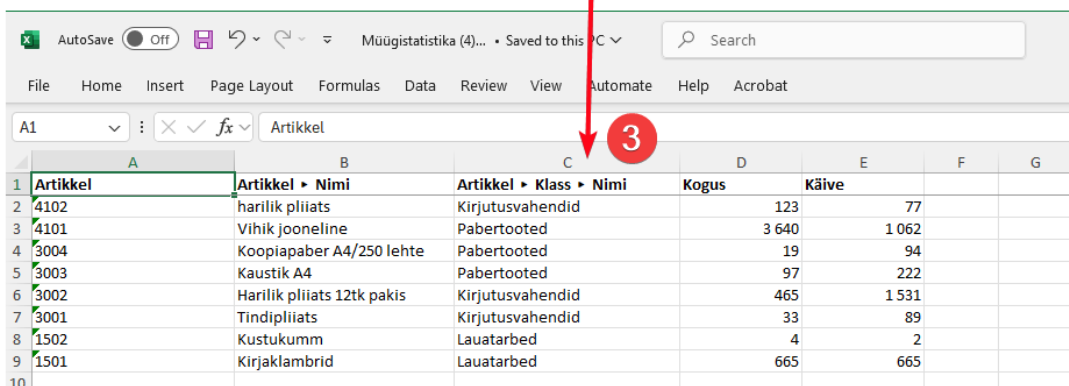 AutoSave Off Müügistatistika (4)... • Saved to this PC Search
File Home Insert Page Layout Formulas Data Review View Automate Help Acrobat
A1 fx Artikkel
3
A B C D E F G
1 Artikkel Artikkel ▸ Nimi Artikkel ▸ Klass ▸ Nimi Kogus Käive
2 4102 harilik pliiats Kirjutusvahendid 123 77
3 4101 Vihik jooneline Pabertooted 3 640 1 062
4 3004 Koopiapaber A4/250 lehte Pabertooted 19 94
5 3003 Kaustik A4 Pabertooted 97 222
6 3002 Harilik pliiats 12tk pakis Kirjutusvahendid 465 1 531
7 3001 Tindipliiats Kirjutusvahendid 33 89
8 1502 Kustukumm Lauatarbed 4 2
9 1501 Kirjaklambrid Lauatarbed 665 665
10